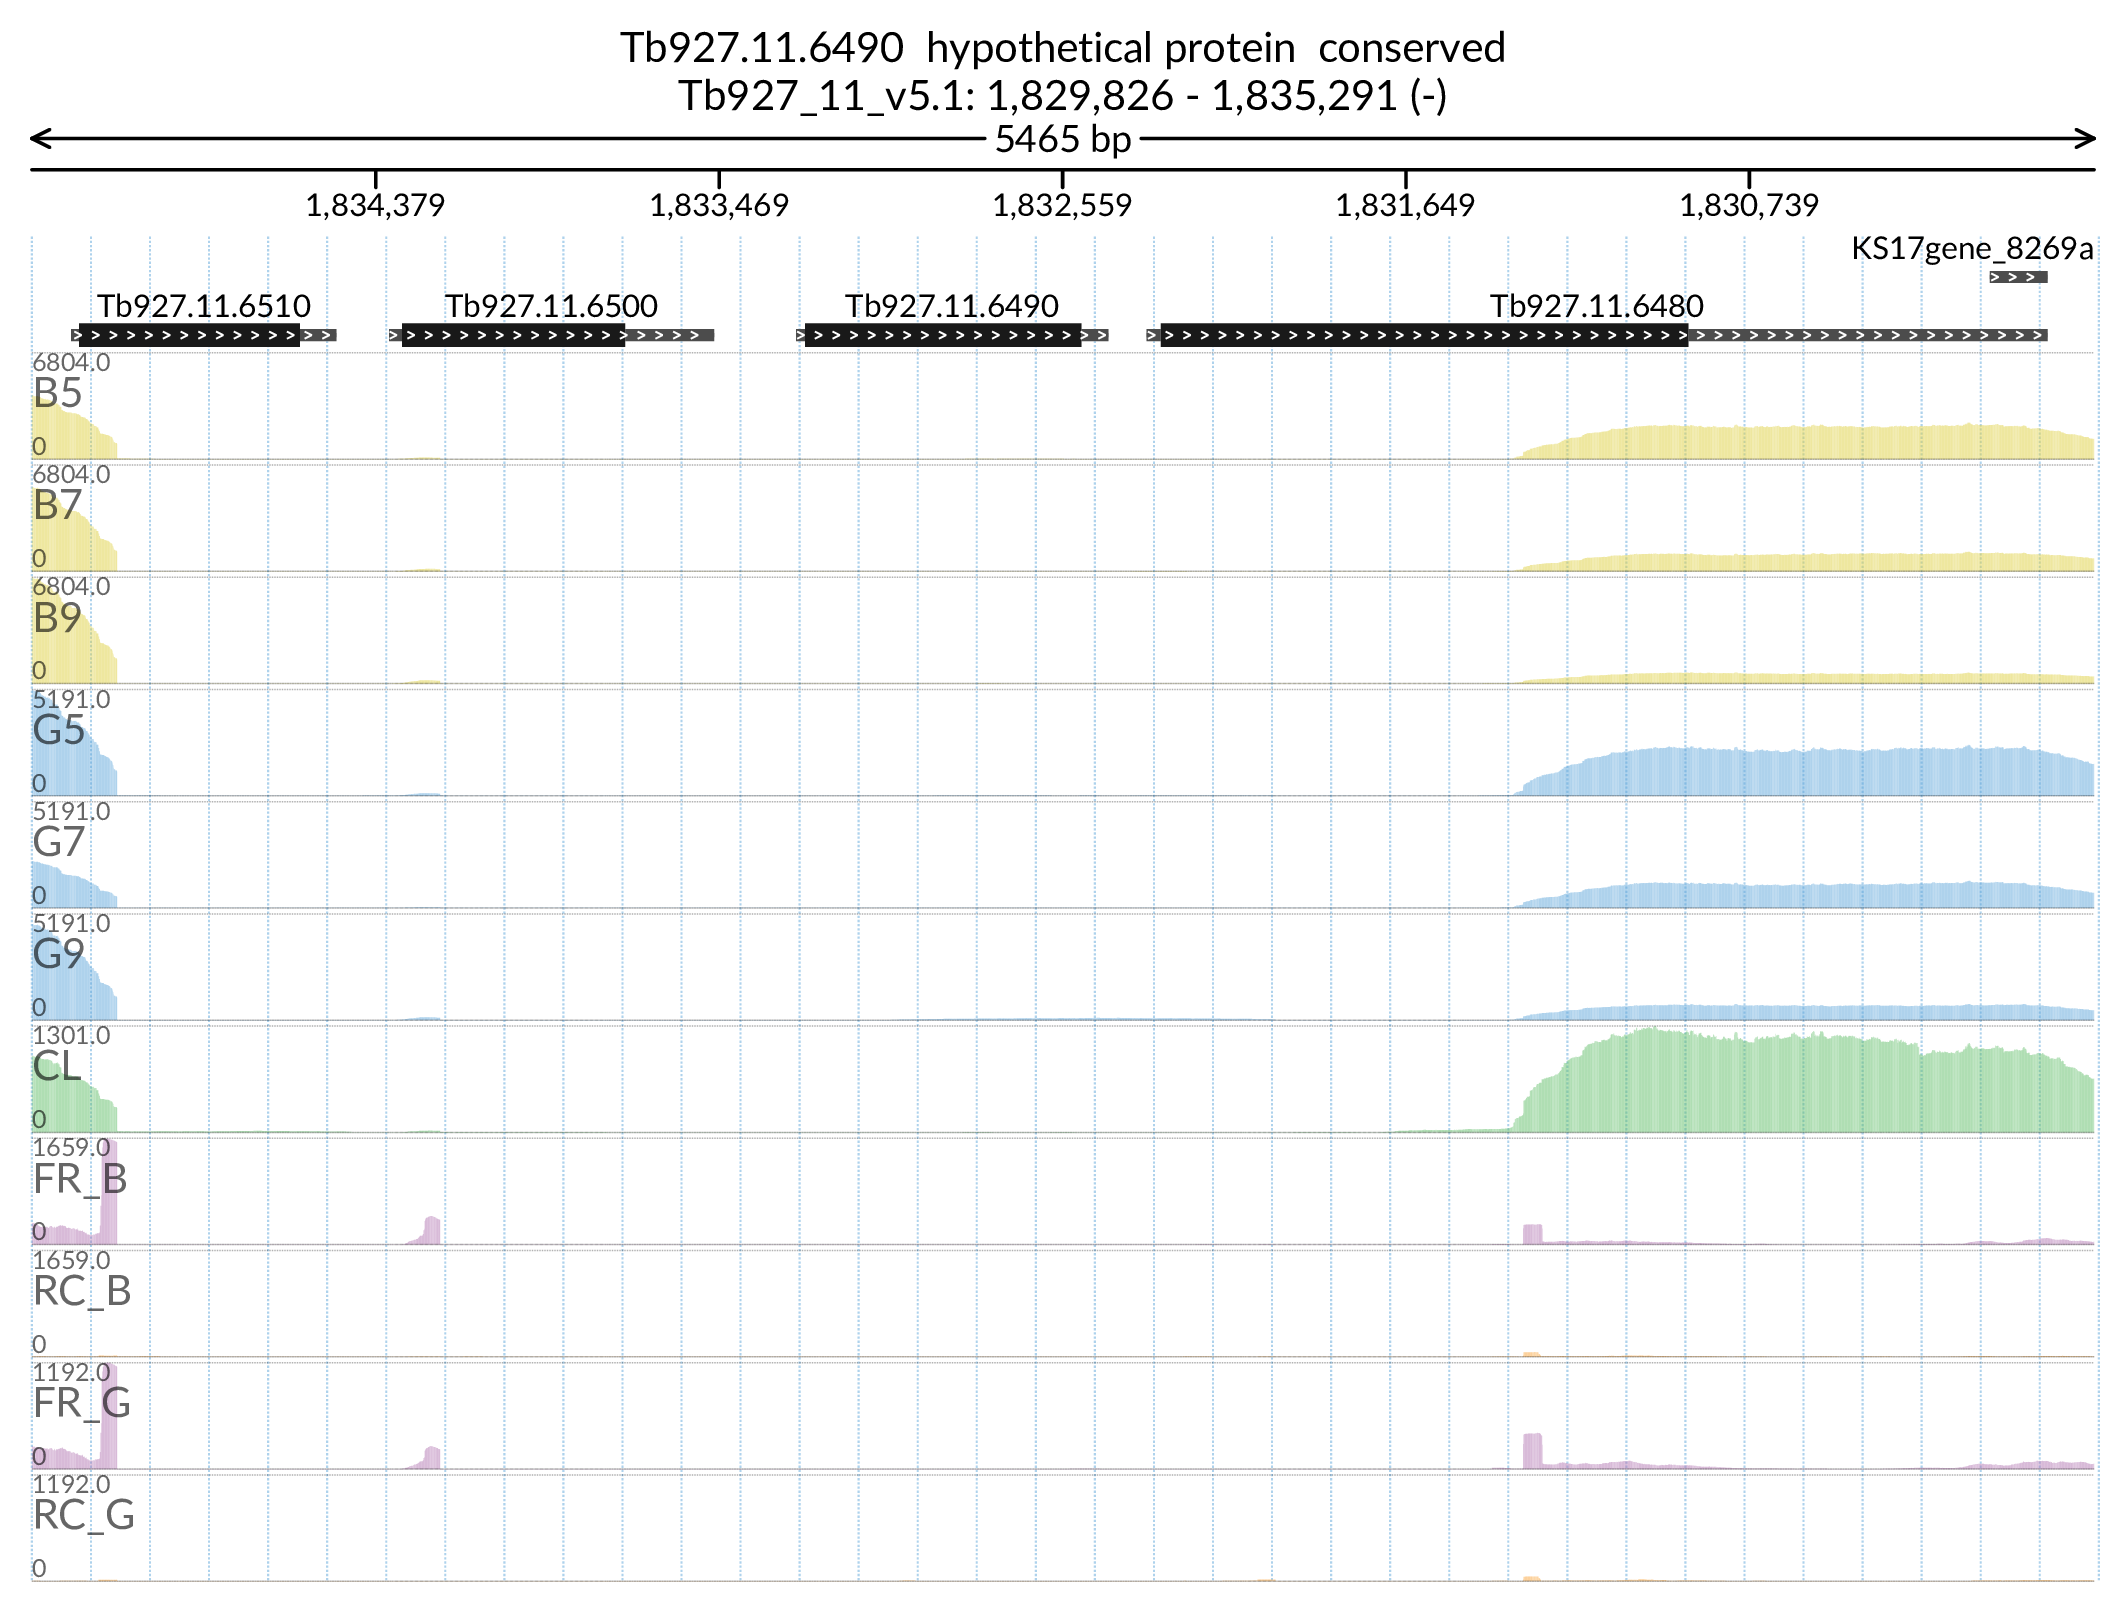 Tb927.11.6490 hypothetical protein conserved
Tb927_11_v5.1: 1,829,826 - 1,835,291 (-)
5465 bp
1,834,379 1,833,469 1,832,559 1,831,649 1,830,739
KS17gene_8269a
Tb927.11.6510 Tb927.11.6500 Tb927.11.6490 Tb927.11.6480
6804.0
B5
0
6804.0
B7
0
6804.0
B9
0
5191.0
G5
0
5191.0
G7
0
5191.0
G9
0
1301.0
CL
0
1659.0
FR_B
0
1659.0
RC_B
0
1192.0
FR_G
0
1192.0
RC_G
0